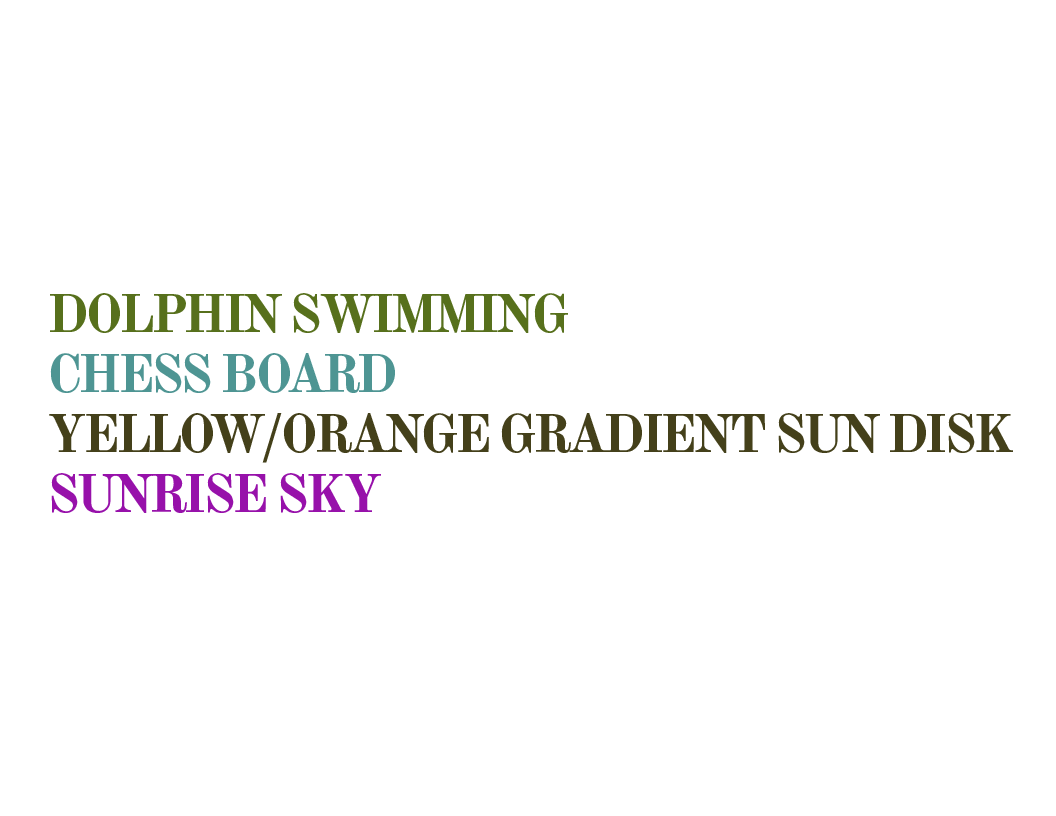 DOLPHIN SWIMMING
CHESS BOARD
YELLOW/ORANGE GRADIENT SUN DISK
SUNRISE SKY